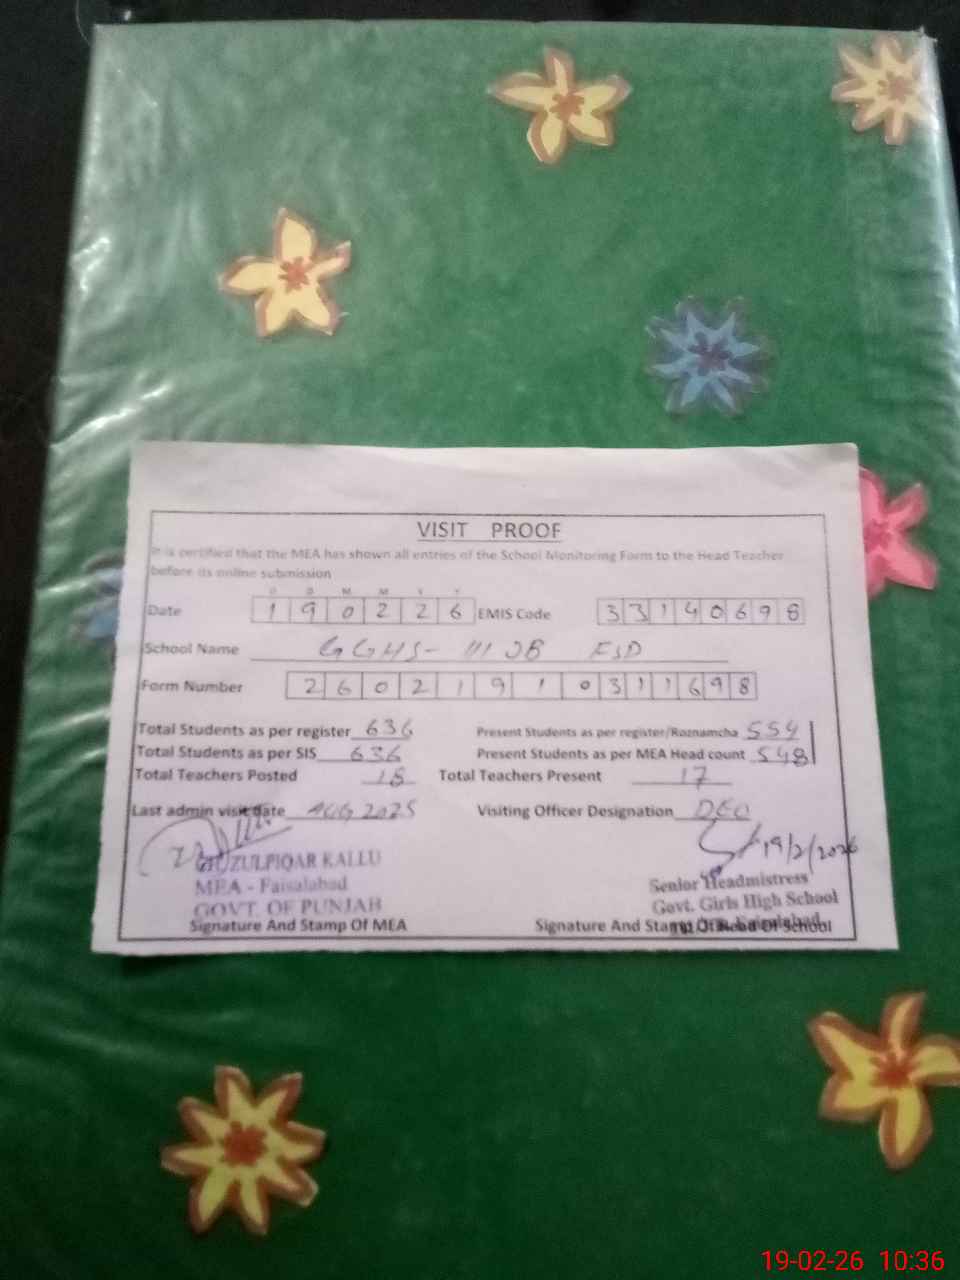 VISIT PROOF
It is certified that the MEA has shown all entries of the School Monitoring Form to the Head Teacher
before its online submission
D D M M Y Y
Date 1 9 0 2 2 6 EMIS Code 3 3 1 4 0 6 9 8
School Name GGHS- 111 JB FSD
Form Number 2 6 0 2 1 9 1 0 3 1 1 6 9 8
Total Students as per register 636 Present Students as per register/Roznamcha 554
Total Students as per SIS 636 Present Students as per MEA Head count 548
Total Teachers Posted 18 Total Teachers Present 17
Last admin visit date AUG 2025 Visiting Officer Designation DEO
19/2/2026
ZULFIQAR KALLU
MEA - Faisalabad
GOVT. OF PUNJAB
Signature And Stamp Of MEA
Senior Headmistress
Govt. Girls High School
Faisalabad
Signature And Stamp Of Head Of School
19-02-26 10:36